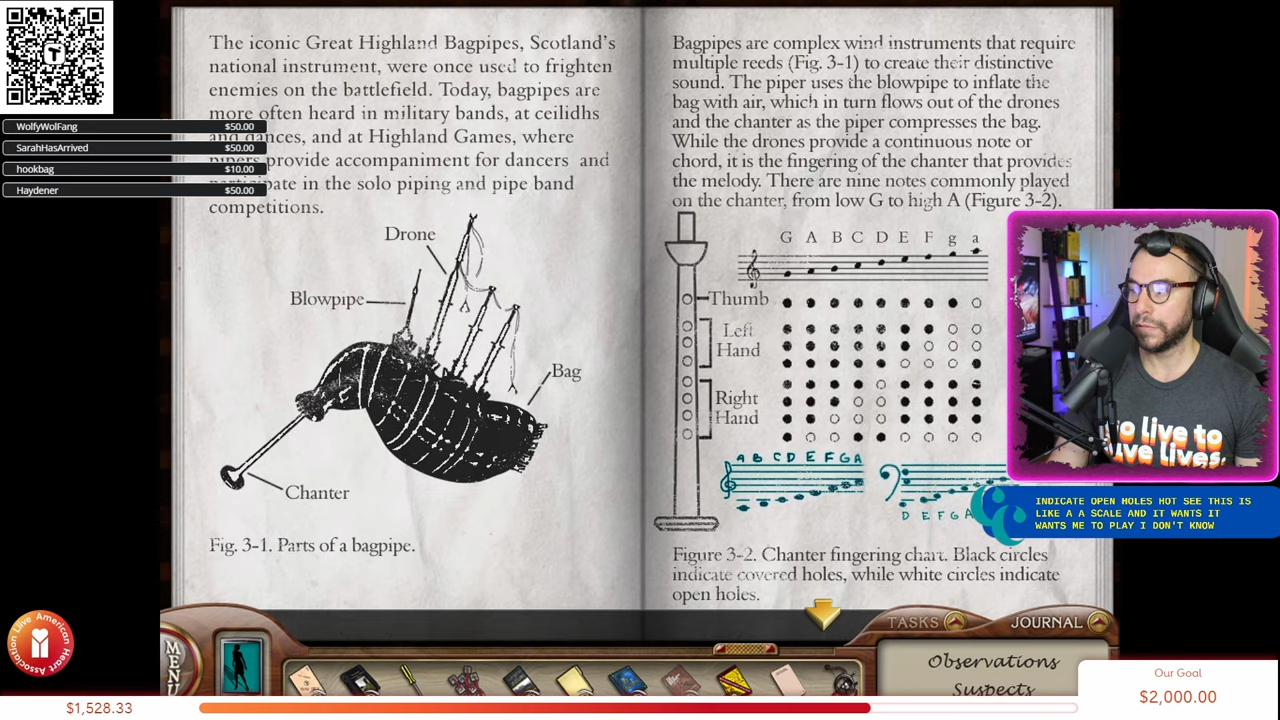 The iconic Great Highland Bagpipes, Scotland's
national instrument, were once used to frighten
enemies on the battlefield. Today, bagpipes are
more often heard in military bands, at ceilidhs
and dances, and at Highland Games, where
pipers provide accompaniment for dancers and
participate in the solo piping and pipe band
competitions.
WolfyWolFang $50.00
SarahHasArrived $50.00
hookbag $10.00
Haydener $50.00
Drone
Blowpipe
Bag
Chanter
Fig. 3-1. Parts of a bagpipe.
Bagpipes are complex wind instruments that require
multiple reeds (Fig. 3-1) to create their distinctive
sound. The piper uses the blowpipe to inflate the
bag with air, which in turn flows out of the drones
and the chanter as the piper compresses the bag.
While the drones provide a continuous note or
chord, it is the fingering of the chanter that provides
the melody. There are nine notes commonly played
on the chanter, from low G to high A (Figure 3-2).
G A B C D E F g a
Thumb
Left
Hand
Right
Hand
A B C D E F G A
D E F G A
Figure 3-2. Chanter fingering chart. Black circles
indicate covered holes, while white circles indicate
open holes.
INDICATE OPEN HOLES HOT SEE THIS IS
LIKE A A SCALE AND IT WANTS IT
WANTS ME TO PLAY I DON'T KNOW
MENU
TASKS
JOURNAL
Observations
Suspects
American Heart Association Live
Our Goal
$2,000.00
$1,528.33